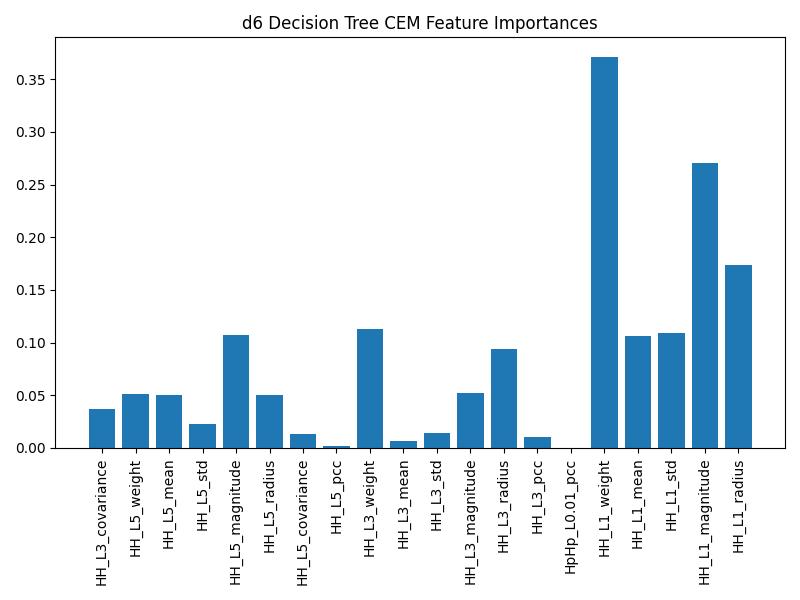 d6 Decision Tree CEM Feature Importances
0.35
0.30
0.25
0.20
0.15
0.10
0.05
0.00
HH_L3_covariance
HH_L5_weight
HH_L5_mean
HH_L5_std
HH_L5_magnitude
HH_L5_radius
HH_L5_covariance
HH_L5_pcc
HH_L3_weight
HH_L3_mean
HH_L3_std
HH_L3_magnitude
HH_L3_radius
HH_L3_pcc
HpHp_L0.01_pcc
HH_L1_weight
HH_L1_mean
HH_L1_std
HH_L1_magnitude
HH_L1_radius